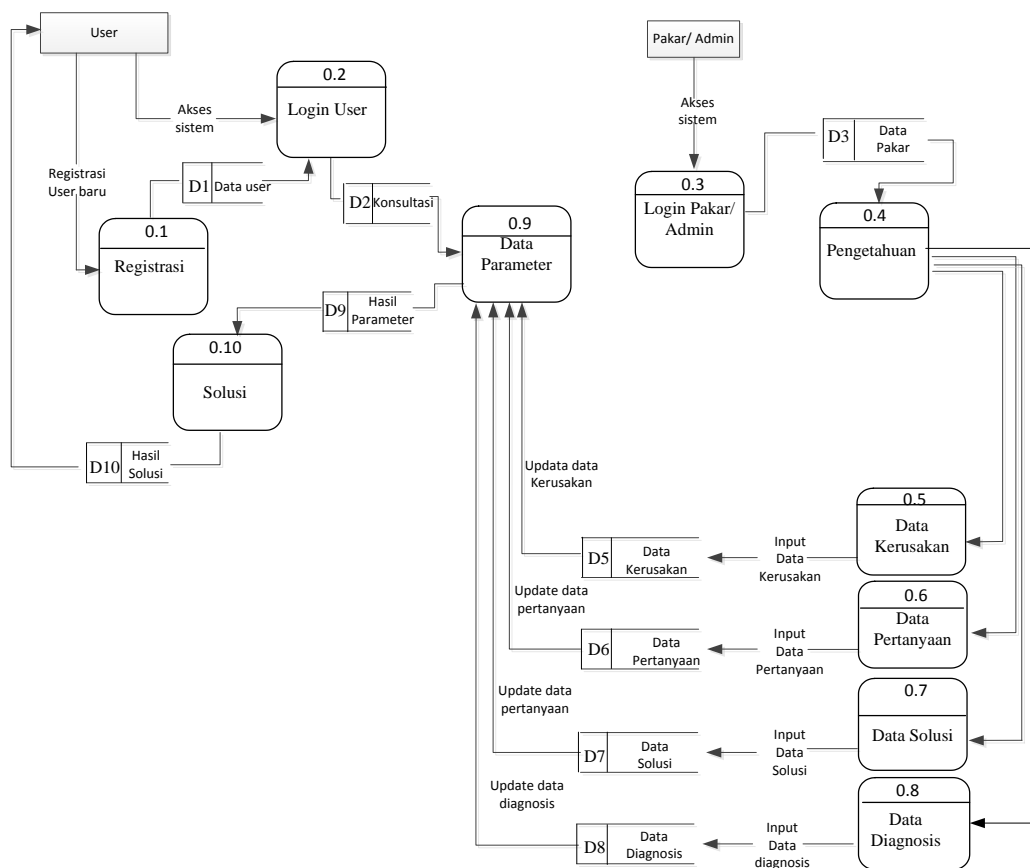 User
Pakar/ Admin
0.2
Login User
Akses
sistem
Akses
sistem
D3
Data
Pakar
Registrasi
User baru
D1
Data user
0.3
Login Pakar/
Admin
D2
Konsultasi
0.4
Pengetahuan
0.1
Registrasi
0.9
Data
Parameter
D9
Hasil
Parameter
0.10
Solusi
D10
Hasil
Solusi
Updata data
Kerusakan
0.5
Data
Kerusakan
Input
Data
Kerusakan
D5
Data
Kerusakan
Update data
pertanyaan
0.6
Data
Pertanyaan
Input
Data
Pertanyaan
D6
Data
Pertanyaan
Update data
pertanyaan
0.7
Data Solusi
Input
Data
Solusi
D7
Data
Solusi
Update data
diagnosis
0.8
Data
Diagnosis
Input
Data
diagnosis
D8
Data
Diagnosis